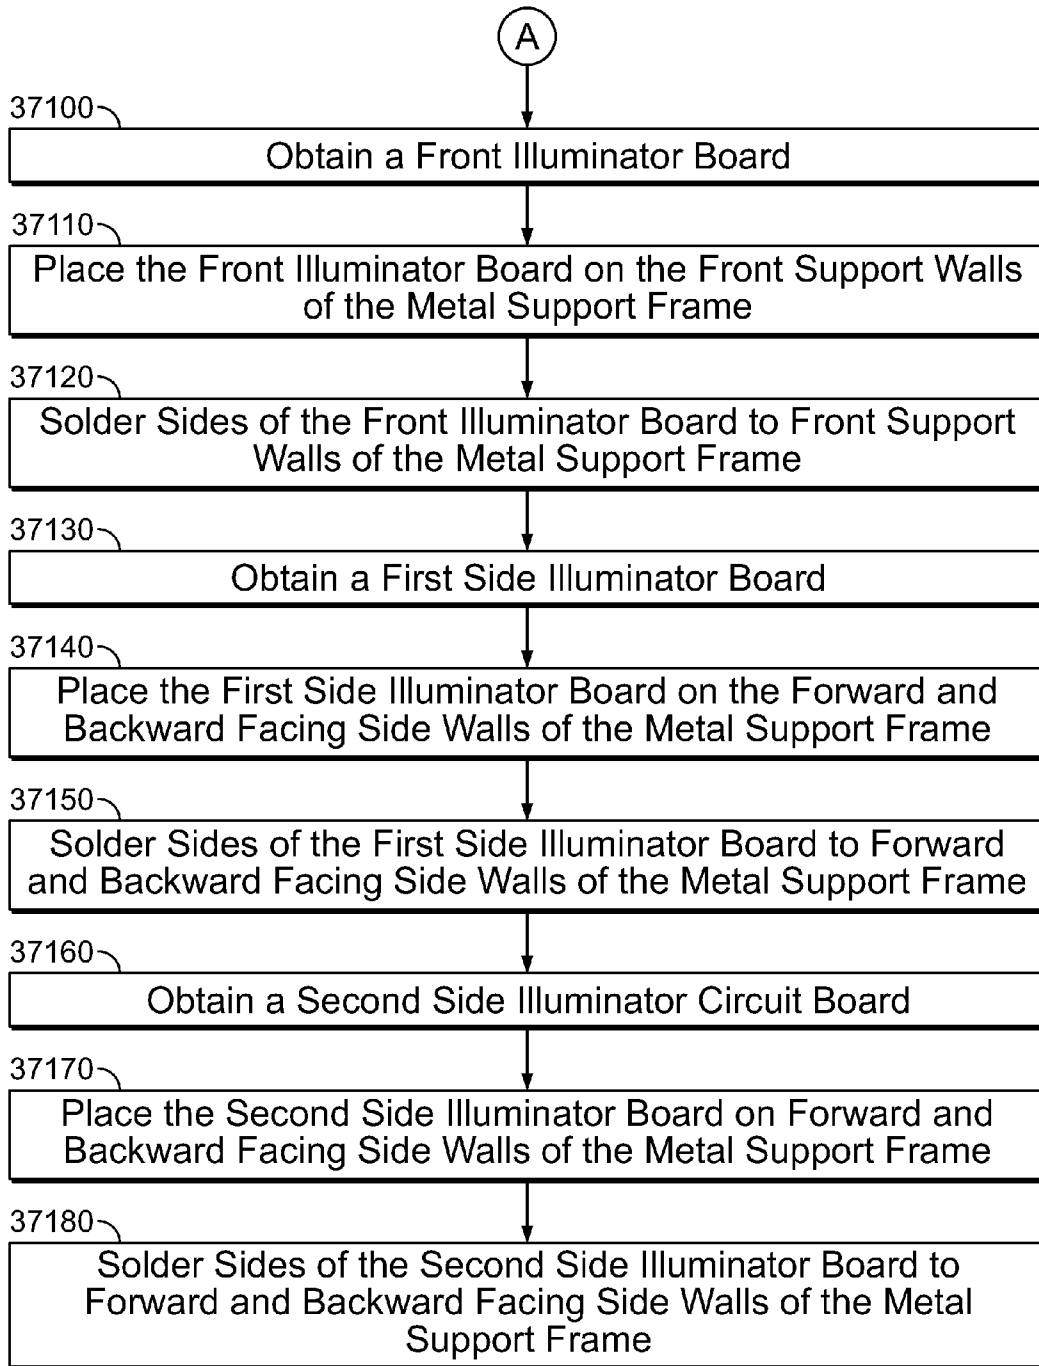 A
37100
Obtain a Front Illuminator Board
37110
Place the Front Illuminator Board on the Front Support Walls
of the Metal Support Frame
37120
Solder Sides of the Front Illuminator Board to Front Support
Walls of the Metal Support Frame
37130
Obtain a First Side Illuminator Board
37140
Place the First Side Illuminator Board on the Forward and
Backward Facing Side Walls of the Metal Support Frame
37150
Solder Sides of the First Side Illuminator Board to Forward
and Backward Facing Side Walls of the Metal Support Frame
37160
Obtain a Second Side Illuminator Circuit Board
37170
Place the Second Side Illuminator Board on Forward and
Backward Facing Side Walls of the Metal Support Frame
37180
Solder Sides of the Second Side Illuminator Board to
Forward and Backward Facing Side Walls of the Metal
Support Frame